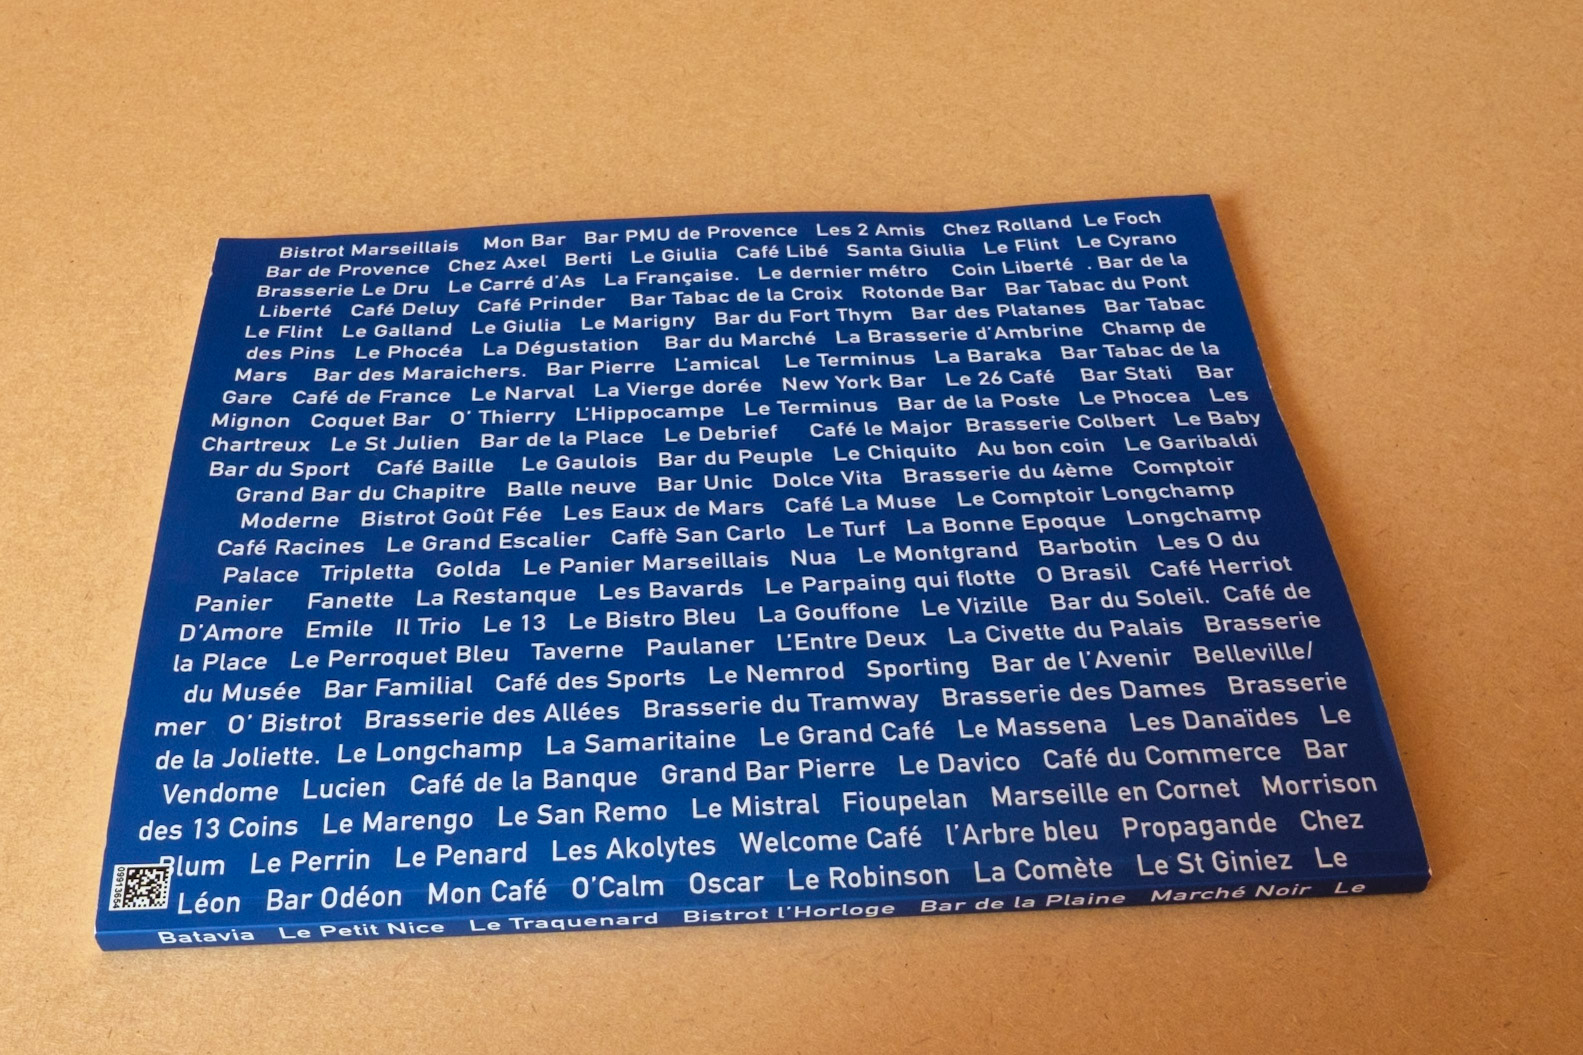 Bistrot Marseillais Mon Bar Bar PMU de Provence Les 2 Amis Chez Rolland Le Foch
Bar de Provence Chez Axel Berti Le Giulia Café Libé Santa Giulia Le Flint Le Cyrano
Brasserie Le Dru Le Carré d'As La Française. Le dernier métro Coin Liberté . Bar de la
Liberté Café Deluy Café Prinder Bar Tabac de la Croix Rotonde Bar Bar Tabac du Pont
Le Flint Le Galland Le Giulia Le Marigny Bar du Fort Thym Bar des Platanes Bar Tabac
des Pins Le Phocéa La Dégustation Bar du Marché La Brasserie d'Ambrine Champ de
Mars Bar des Maraichers. Bar Pierre L'amical Le Terminus La Baraka Bar Tabac de la
Gare Café de France Le Narval La Vierge dorée New York Bar Le 26 Café Bar Stati Bar
Mignon Coquet Bar O' Thierry L'Hippocampe Le Terminus Bar de la Poste Le Phocea Les
Chartreux Le St Julien Bar de la Place Le Debrief Café le Major Brasserie Colbert Le Baby
Bar du Sport Café Baille Le Gaulois Bar du Peuple Le Chiquito Au bon coin Le Garibaldi
Grand Bar du Chapitre Balle neuve Bar Unic Dolce Vita Brasserie du 4ème Comptoir
Moderne Bistrot Goût Fée Les Eaux de Mars Café La Muse Le Comptoir Longchamp
Café Racines Le Grand Escalier Caffè San Carlo Le Turf La Bonne Epoque Longchamp
Palace Tripletta Golda Le Panier Marseillais Nua Le Montgrand Barbotin Les O du
Panier Fanette La Restanque Les Bavards Le Parpaing qui flotte O Brasil Café Herriot
D'Amore Emile Il Trio Le 13 Le Bistro Bleu La Gouffone Le Vizille Bar du Soleil. Café de
la Place Le Perroquet Bleu Taverne Paulaner L'Entre Deux La Civette du Palais Brasserie
du Musée Bar Familial Café des Sports Le Nemrod Sporting Bar de l'Avenir Belleville/
mer O' Bistrot Brasserie des Allées Brasserie du Tramway Brasserie des Dames Brasserie
de la Joliette. Le Longchamp La Samaritaine Le Grand Café Le Massena Les Danaïdes Le
Vendome Lucien Café de la Banque Grand Bar Pierre Le Davico Café du Commerce Bar
des 13 Coins Le Marengo Le San Remo Le Mistral Fioupelan Marseille en Cornet Morrison
Blum Le Perrin Le Penard Les Akolytes Welcome Café l'Arbre bleu Propagande Chez
Léon Bar Odéon Mon Café O'Calm Oscar Le Robinson La Comète Le St Giniez Le
Batavia Le Petit Nice Le Traquenard Bistrot l'Horloge Bar de la Plaine Marché Noir Le
09913654